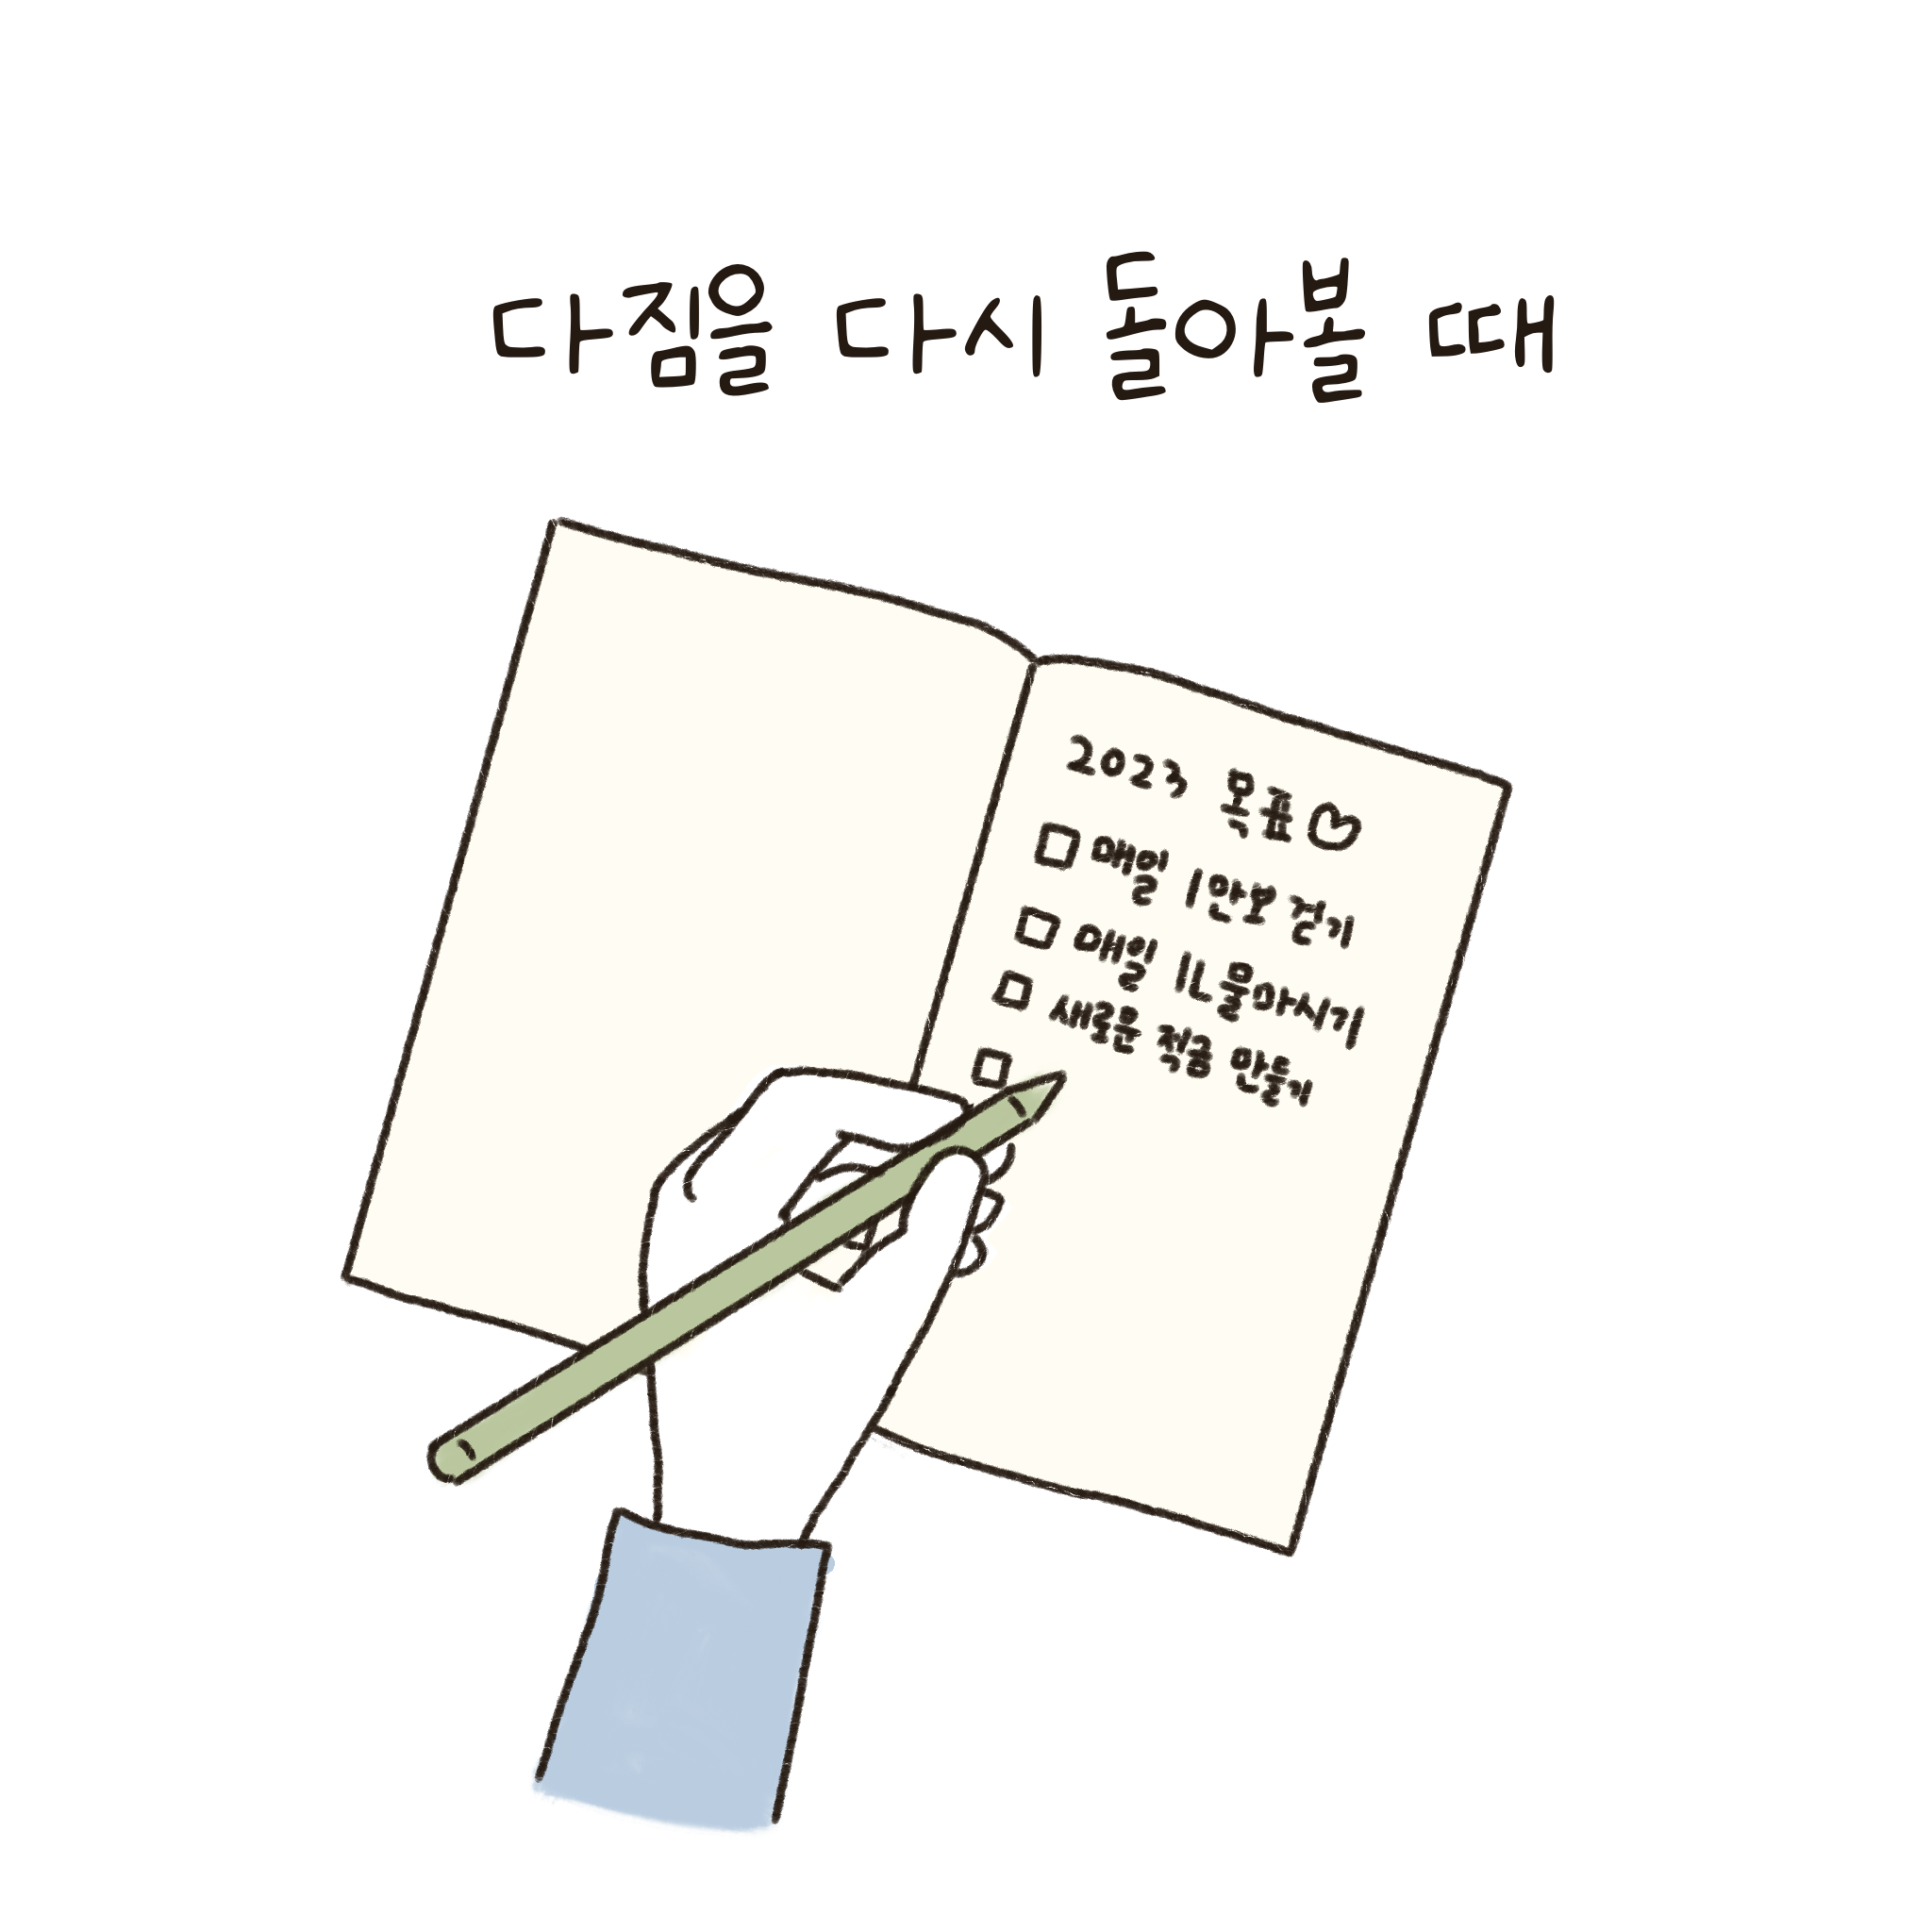 다짐을 다시 돌아볼 때
2023 목표♡
□ 매일 1만보 걷기
□ 매일 1L 물마시기
□ 새로운 적금 만들기
□